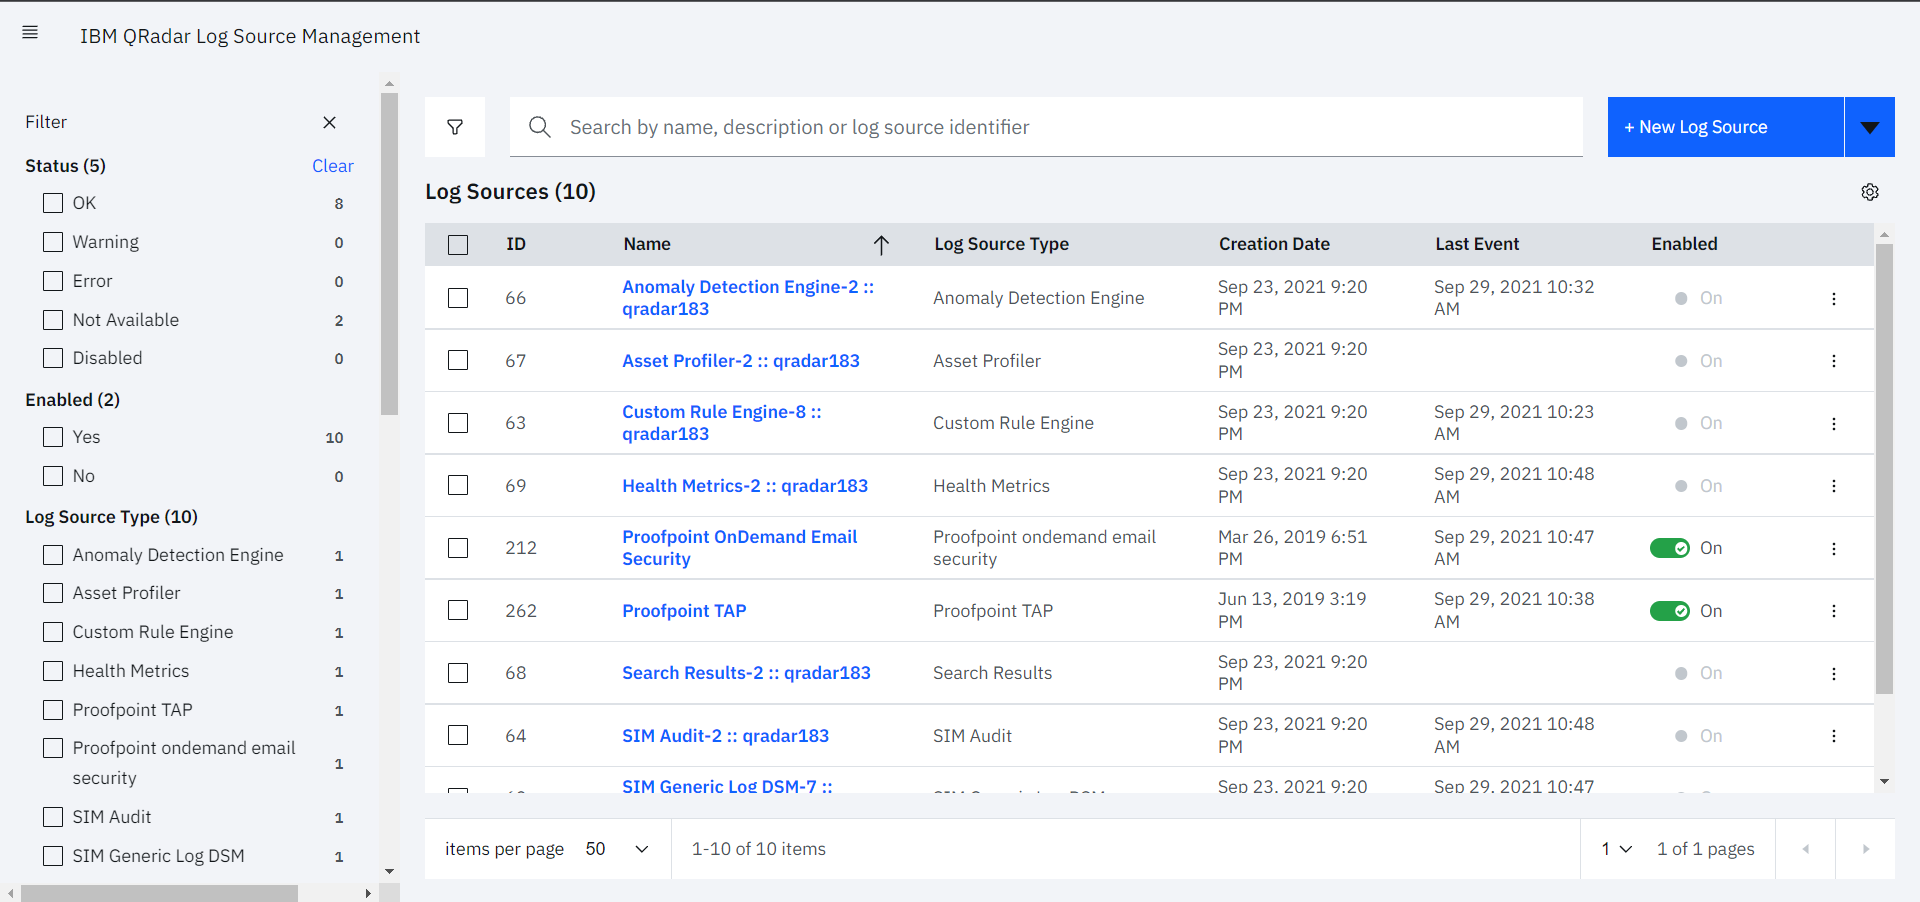 IBM QRadar Log Source Management
Filter
Status (5) Clear
OK 8
Warning 0
Error 0
Not Available 2
Disabled 0
Enabled (2)
Yes 10
No 0
Log Source Type (10)
Anomaly Detection Engine 1
Asset Profiler 1
Custom Rule Engine 1
Health Metrics 1
Proofpoint TAP 1
Proofpoint ondemand email
security 1
SIM Audit 1
SIM Generic Log DSM 1
Search by name, description or log source identifier
+ New Log Source
Log Sources (10)
ID Name Log Source Type Creation Date Last Event Enabled
66 Anomaly Detection Engine-2 :: Anomaly Detection Engine Sep 23, 2021 9:20 Sep 29, 2021 10:32 On
qradar183 PM AM
67 Asset Profiler-2 :: qradar183 Asset Profiler Sep 23, 2021 9:20 On
PM
63 Custom Rule Engine-8 :: Custom Rule Engine Sep 23, 2021 9:20 Sep 29, 2021 10:23 On
qradar183 PM AM
69 Health Metrics-2 :: qradar183 Health Metrics Sep 23, 2021 9:20 Sep 29, 2021 10:48 On
PM AM
212 Proofpoint OnDemand Email Proofpoint ondemand email Mar 26, 2019 6:51 Sep 29, 2021 10:47 On
Security security PM AM
262 Proofpoint TAP Proofpoint TAP Jun 13, 2019 3:19 Sep 29, 2021 10:38 On
PM AM
68 Search Results-2 :: qradar183 Search Results Sep 23, 2021 9:20 On
PM
64 SIM Audit-2 :: qradar183 SIM Audit Sep 23, 2021 9:20 Sep 29, 2021 10:48 On
PM AM
SIM Generic Log DSM-7 :: SIM Generic Log DSM Sep 23, 2021 9:20 Sep 29, 2021 10:47
items per page 50 1-10 of 10 items 1 1 of 1 pages